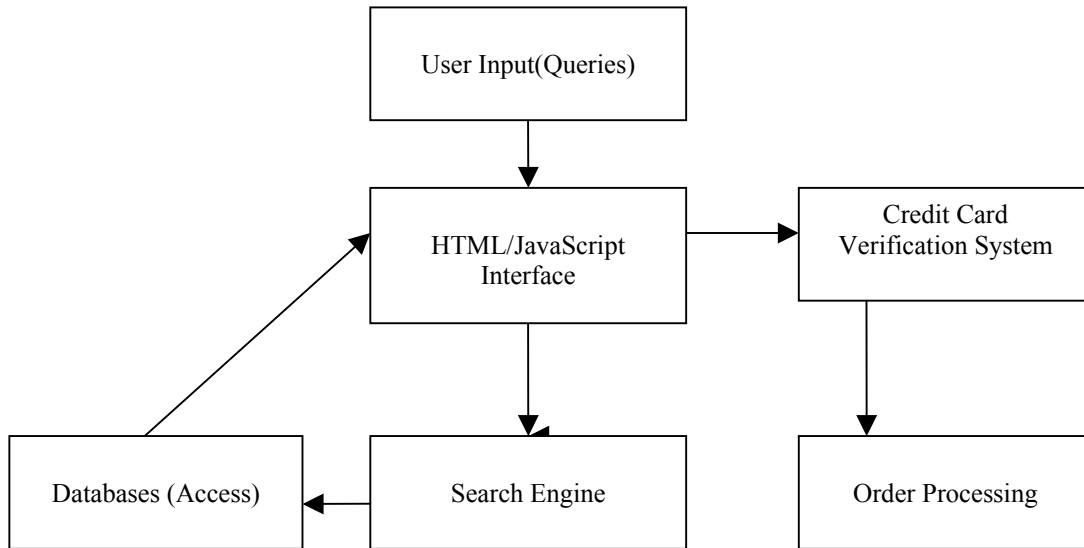 User Input(Queries)
HTML/JavaScript
Interface
Credit Card
Verification System
Databases (Access)
Search Engine
Order Processing